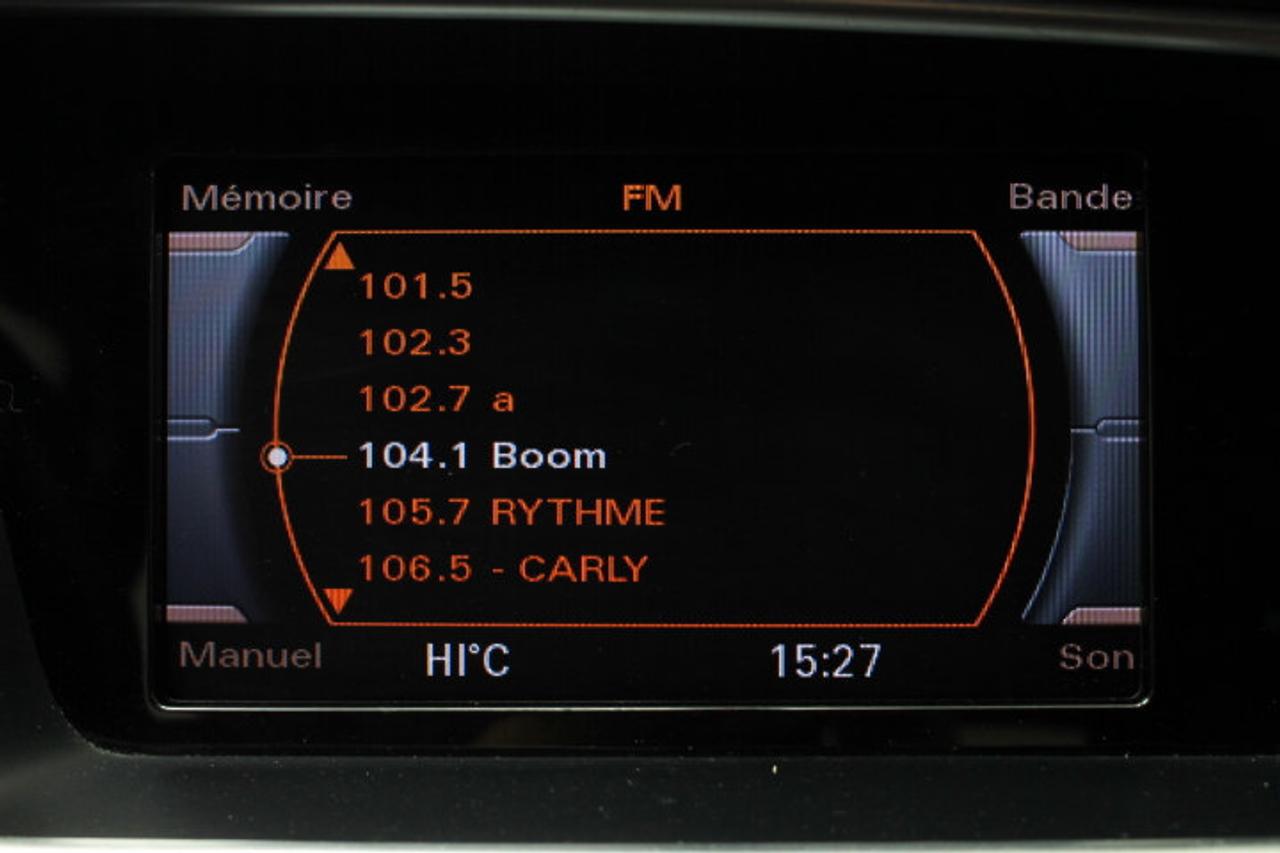 Mémoire FM Bande
101.5
102.3
102.7 a
104.1 Boom
105.7 RYTHME
106.5 - CARLY
Manuel HI°C 15:27 Son